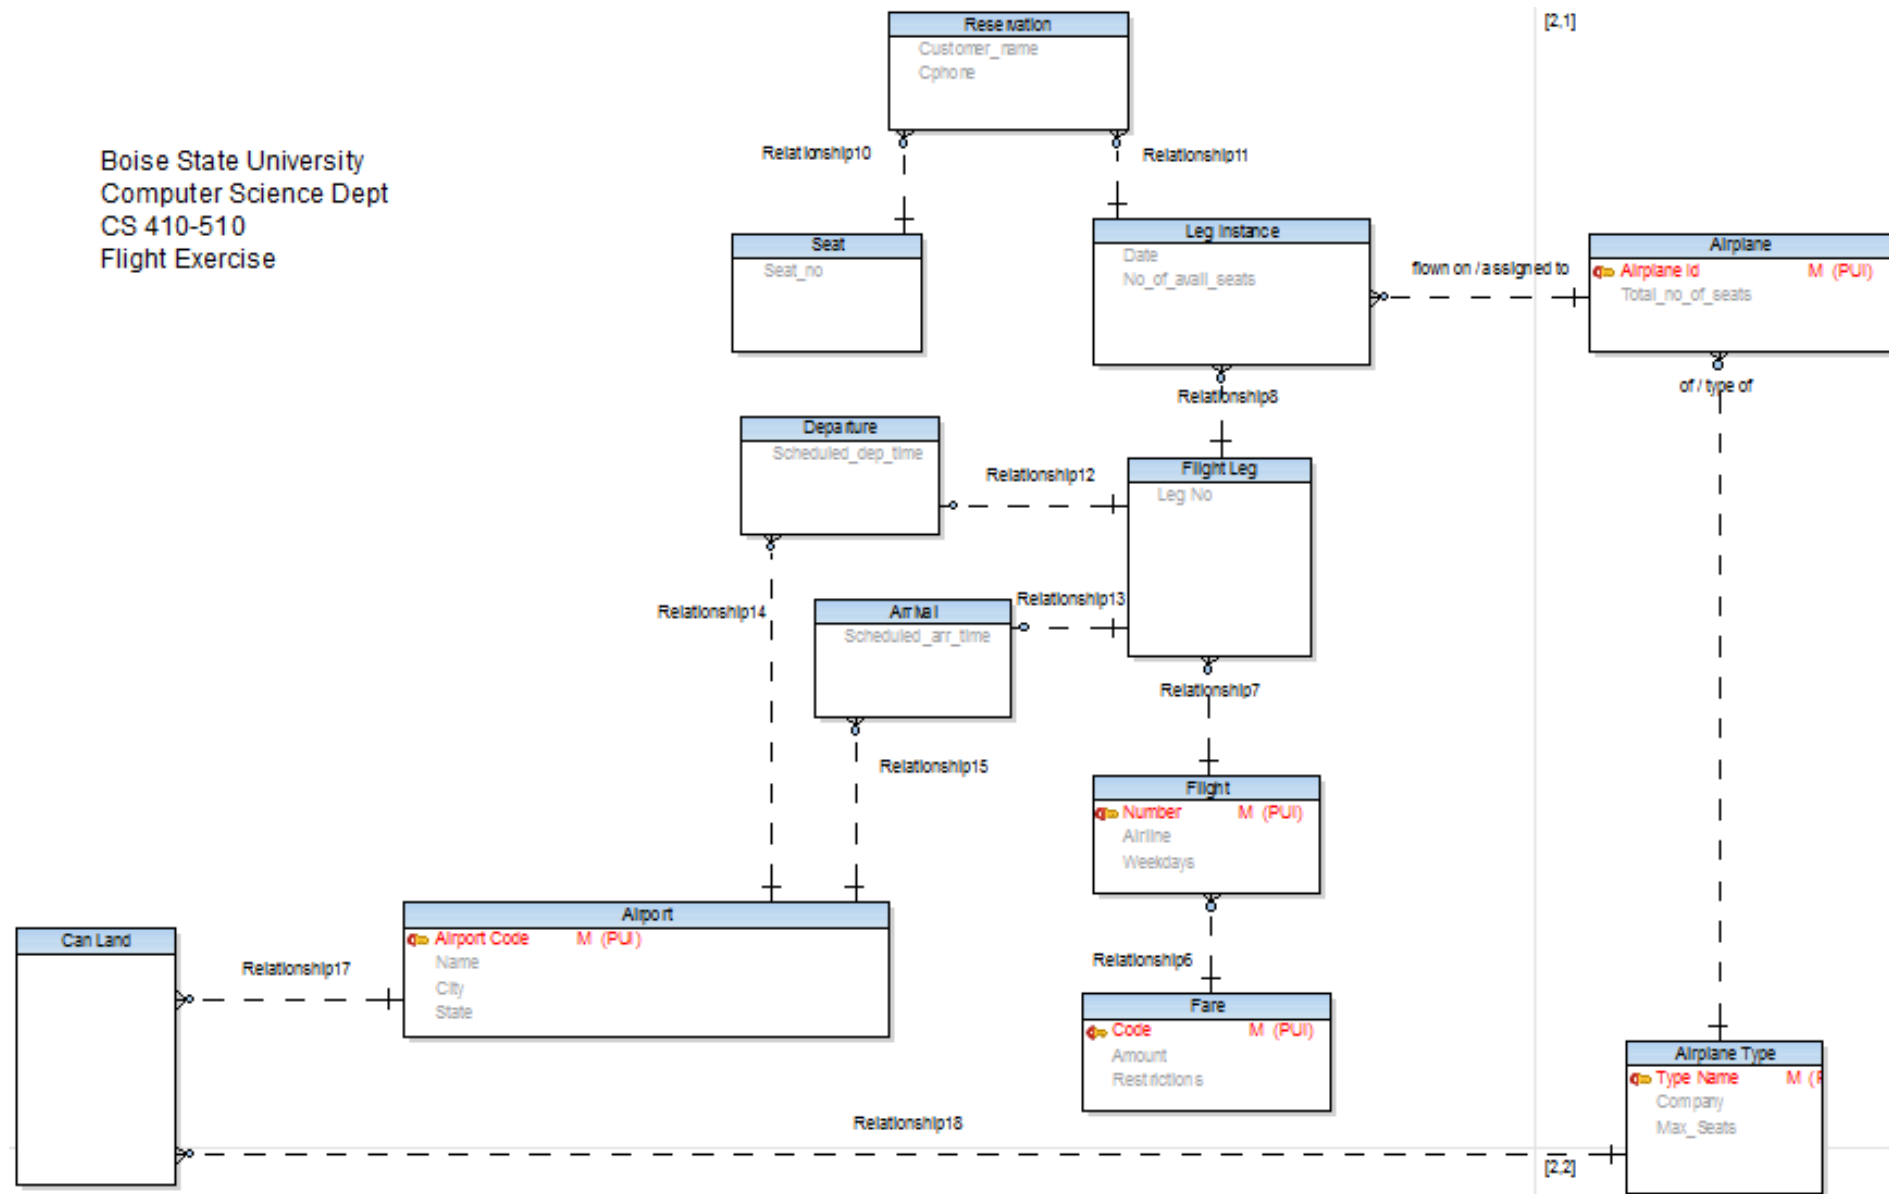 Reservation
Customer_name
Cphone
[2,1]
Boise State University
Computer Science Dept
CS 410-510
Flight Exercise
Relationship10
Relationship11
Seat
Seat_no
Leg Instance
Date
No_of_avail_seats
flown on / assigned to
Airplane
Airplane Id M (PUI)
Total_no_of_seats
of / type of
Relationship8
Departure
Scheduled_dep_time
Relationship12
Flight Leg
Leg No
Relationship14
Arrival
Scheduled_arr_time
Relationship13
Relationship7
Relationship15
Flight
Number M (PUI)
Airline
Weekdays
Can Land
Relationship17
Airport
Airport Code M (PUI)
Name
City
State
Relationship6
Fare
Code M (PUI)
Amount
Restrictions
Airplane Type
Type Name M (P
Company
Max_Seats
Relationship18
[2,2]